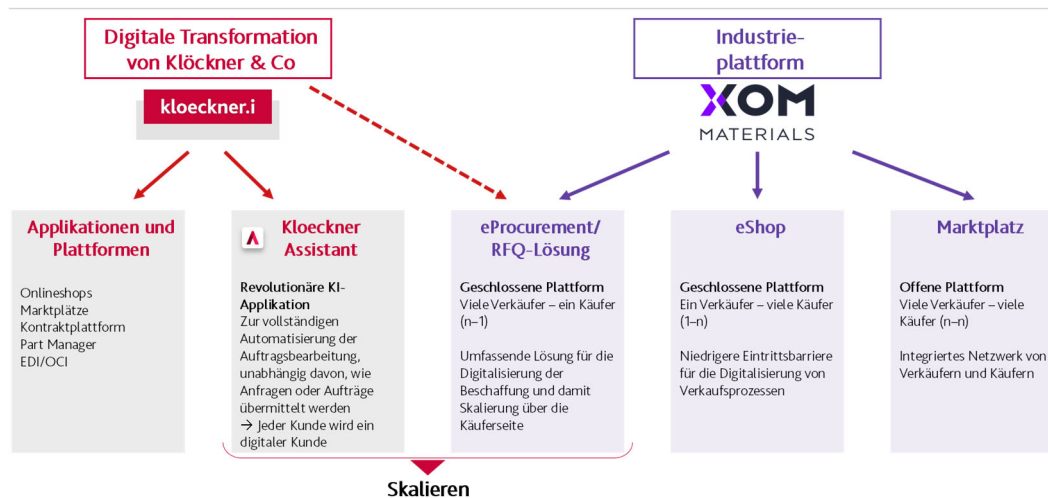 Digitale Transformation
von Klöckner & Co
kloeckner.i
Industrie-
plattform
XOM
MATERIALS
Applikationen und
Plattformen
Onlineshops
Marktplätze
Kontraktplattform
Part Manager
EDI/OCI
Kloeckner
Assistant
Revolutionäre KI-
Applikation
Zur vollständigen
Automatisierung der
Auftragsbearbeitung,
unabhängig davon, wie
Anfragen oder Aufträge
übermittelt werden
→ Jeder Kunde wird ein
digitaler Kunde
eProcurement/
RFQ-Lösung
Geschlossene Plattform
Viele Verkäufer – ein Käufer
(n–1)
Umfassende Lösung für die
Digitalisierung der
Beschaffung und damit
Skalierung über die
Käuferseite
eShop
Geschlossene Plattform
Ein Verkäufer – viele Käufer
(1–n)
Niedrigere Eintrittsbarriere
für die Digitalisierung von
Verkaufsprozessen
Marktplatz
Offene Plattform
Viele Verkäufer – viele
Käufer (n–n)
Integriertes Netzwerk von
Verkäufern und Käufern
Skalieren